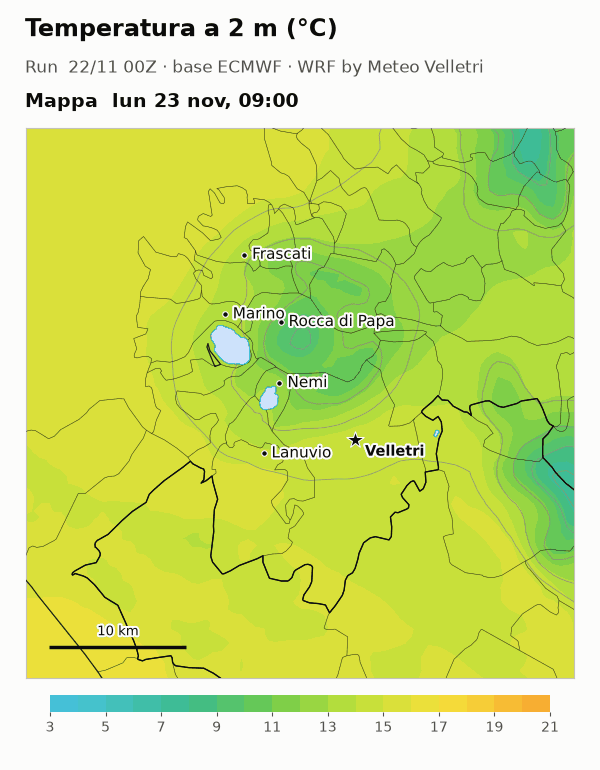 Temperatura a 2 m (°C)
Run  22/11 00Z · base ECMWF · WRF by Meteo Velletri
Mappa  lun 23 nov, 09:00
Frascati
Marino
Rocca di Papa
Nemi
Velletri
Lanuvio
10 km
3 5 7 9 11 13 15 17 19 21